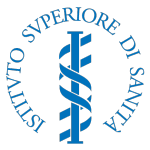 ISTITVTO SVPERIORE DI SANITÀ